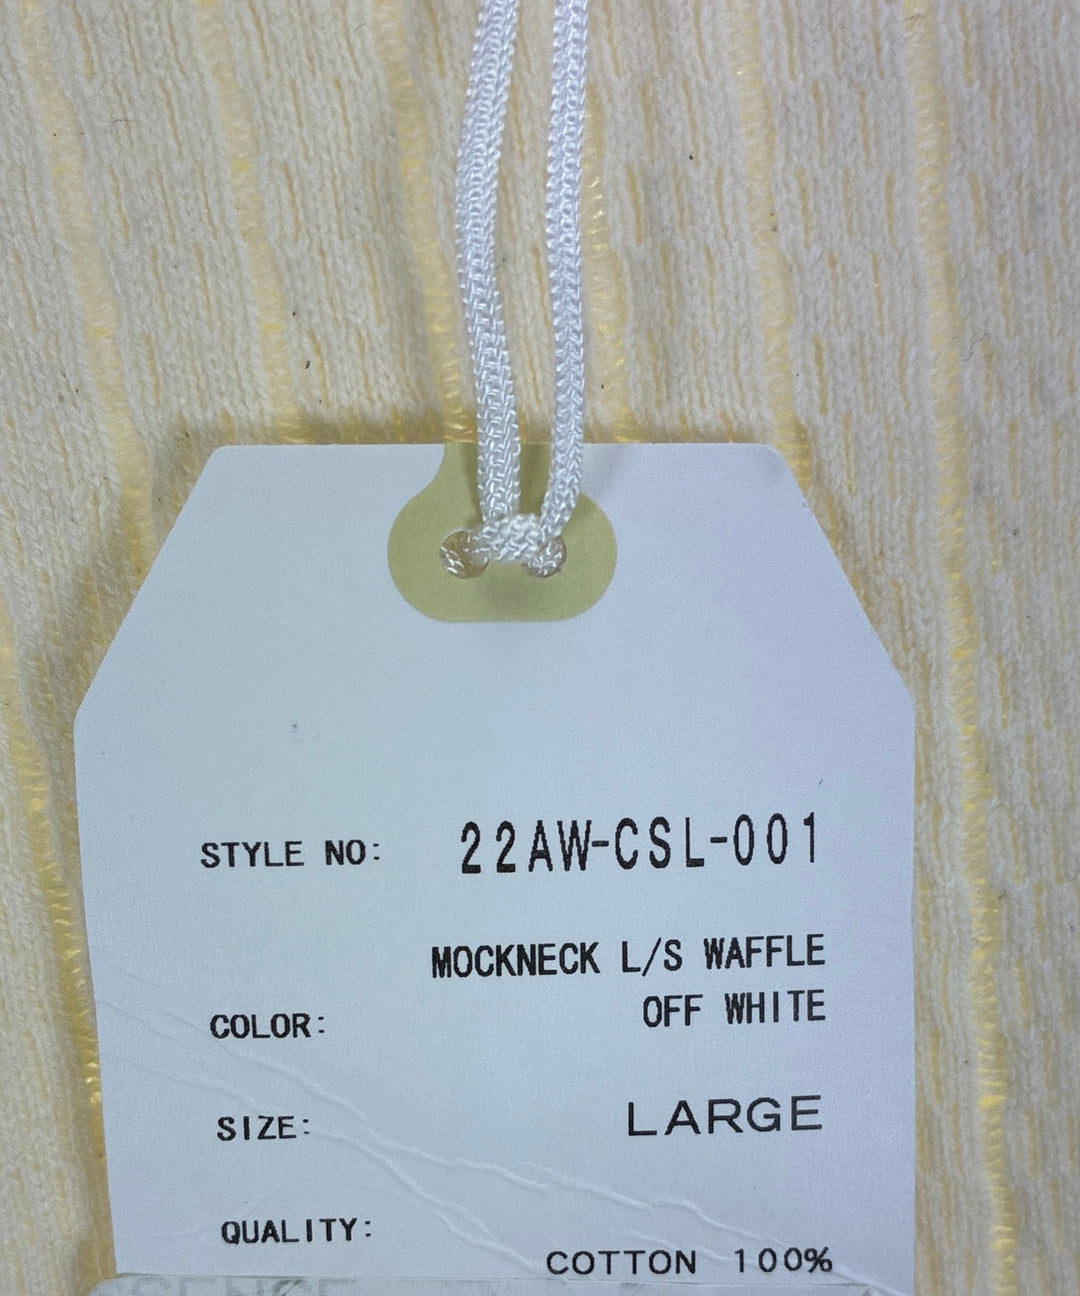 STYLE NO: 22AW-CSL-001
MOCKNECK L/S WAFFLE
COLOR: OFF WHITE
SIZE: LARGE
QUALITY:
COTTON 100%